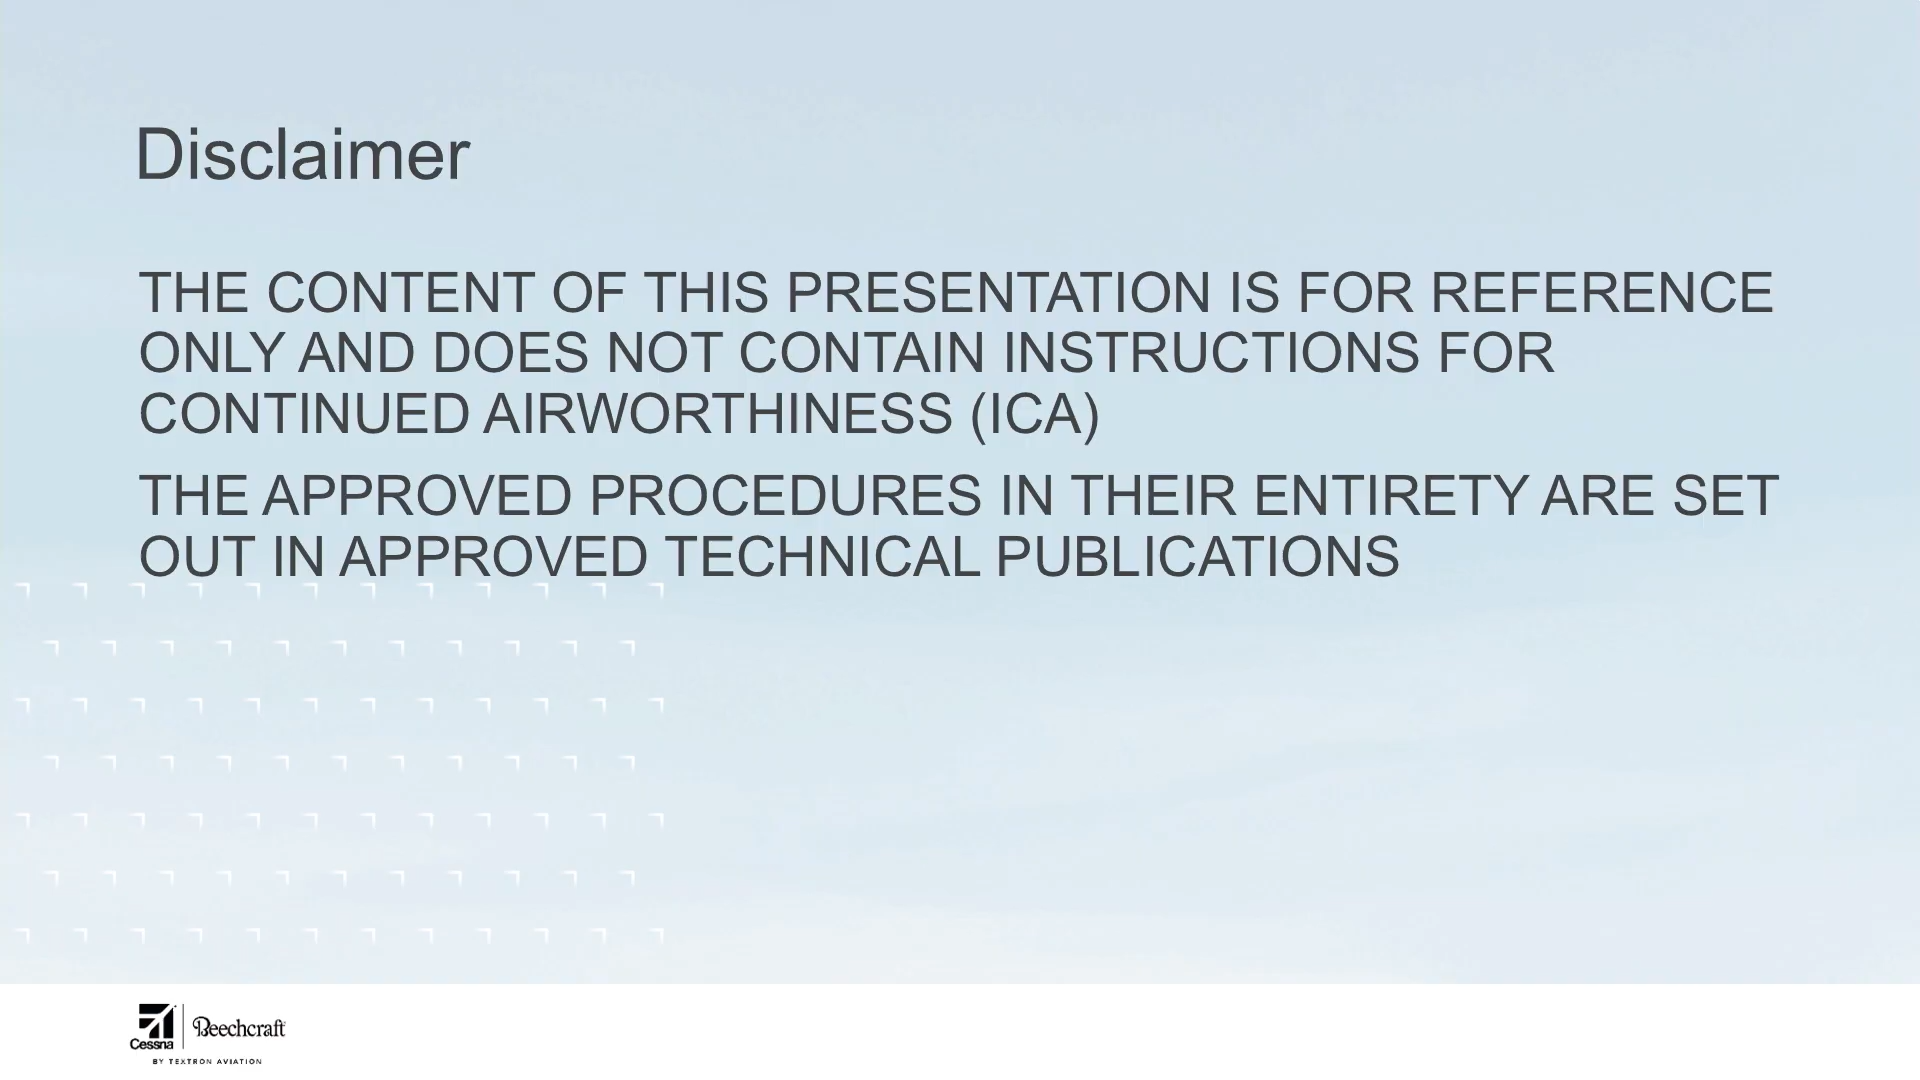 Disclaimer
THE CONTENT OF THIS PRESENTATION IS FOR REFERENCE
ONLY AND DOES NOT CONTAIN INSTRUCTIONS FOR
CONTINUED AIRWORTHINESS (ICA)
THE APPROVED PROCEDURES IN THEIR ENTIRETY ARE SET
OUT IN APPROVED TECHNICAL PUBLICATIONS
Cessna
Beechcraft
BY TEXTRON AVIATION